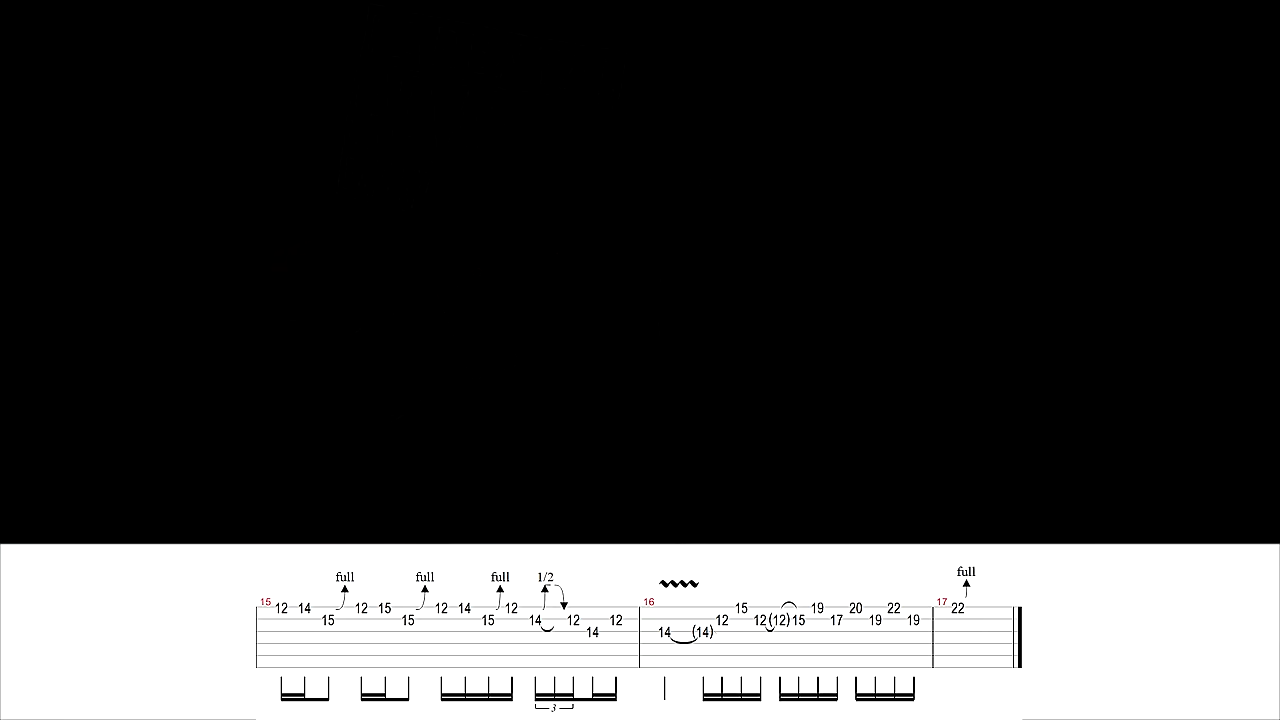 full full full 1/2 full
15 12 14 12 15 12 14 12 16 15 19 20 22 17 22
15 15 15 14 12 12 12 12 (12) 15 17 19 19
14 14 (14)
3